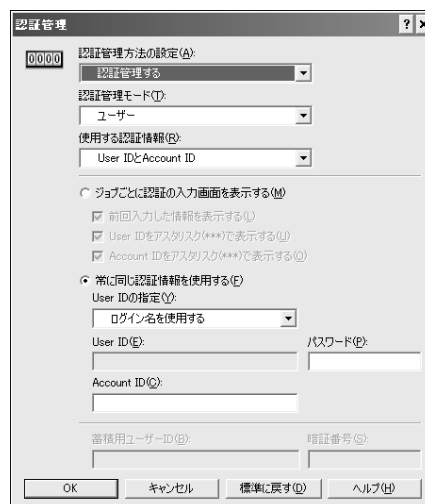 認証管理
0000
認証管理方法の設定(A):
認証管理する
認証管理モード(T):
ユーザー
使用する認証情報(R):
User IDとAccount ID
ジョブごとに認証の入力画面を表示する(M)
前回入力した情報を表示する(L)
User IDをアスタリスク(***)で表示する(U)
Account IDをアスタリスク(***)で表示する(O)
常に同じ認証情報を使用する(F)
User IDの指定(Y):
ログイン名を使用する
User ID(E): パスワード(P):
Account ID(C):
蓄積用ユーザーID(B): 暗証番号(S):
OK キャンセル 標準に戻す(D) ヘルプ(H)